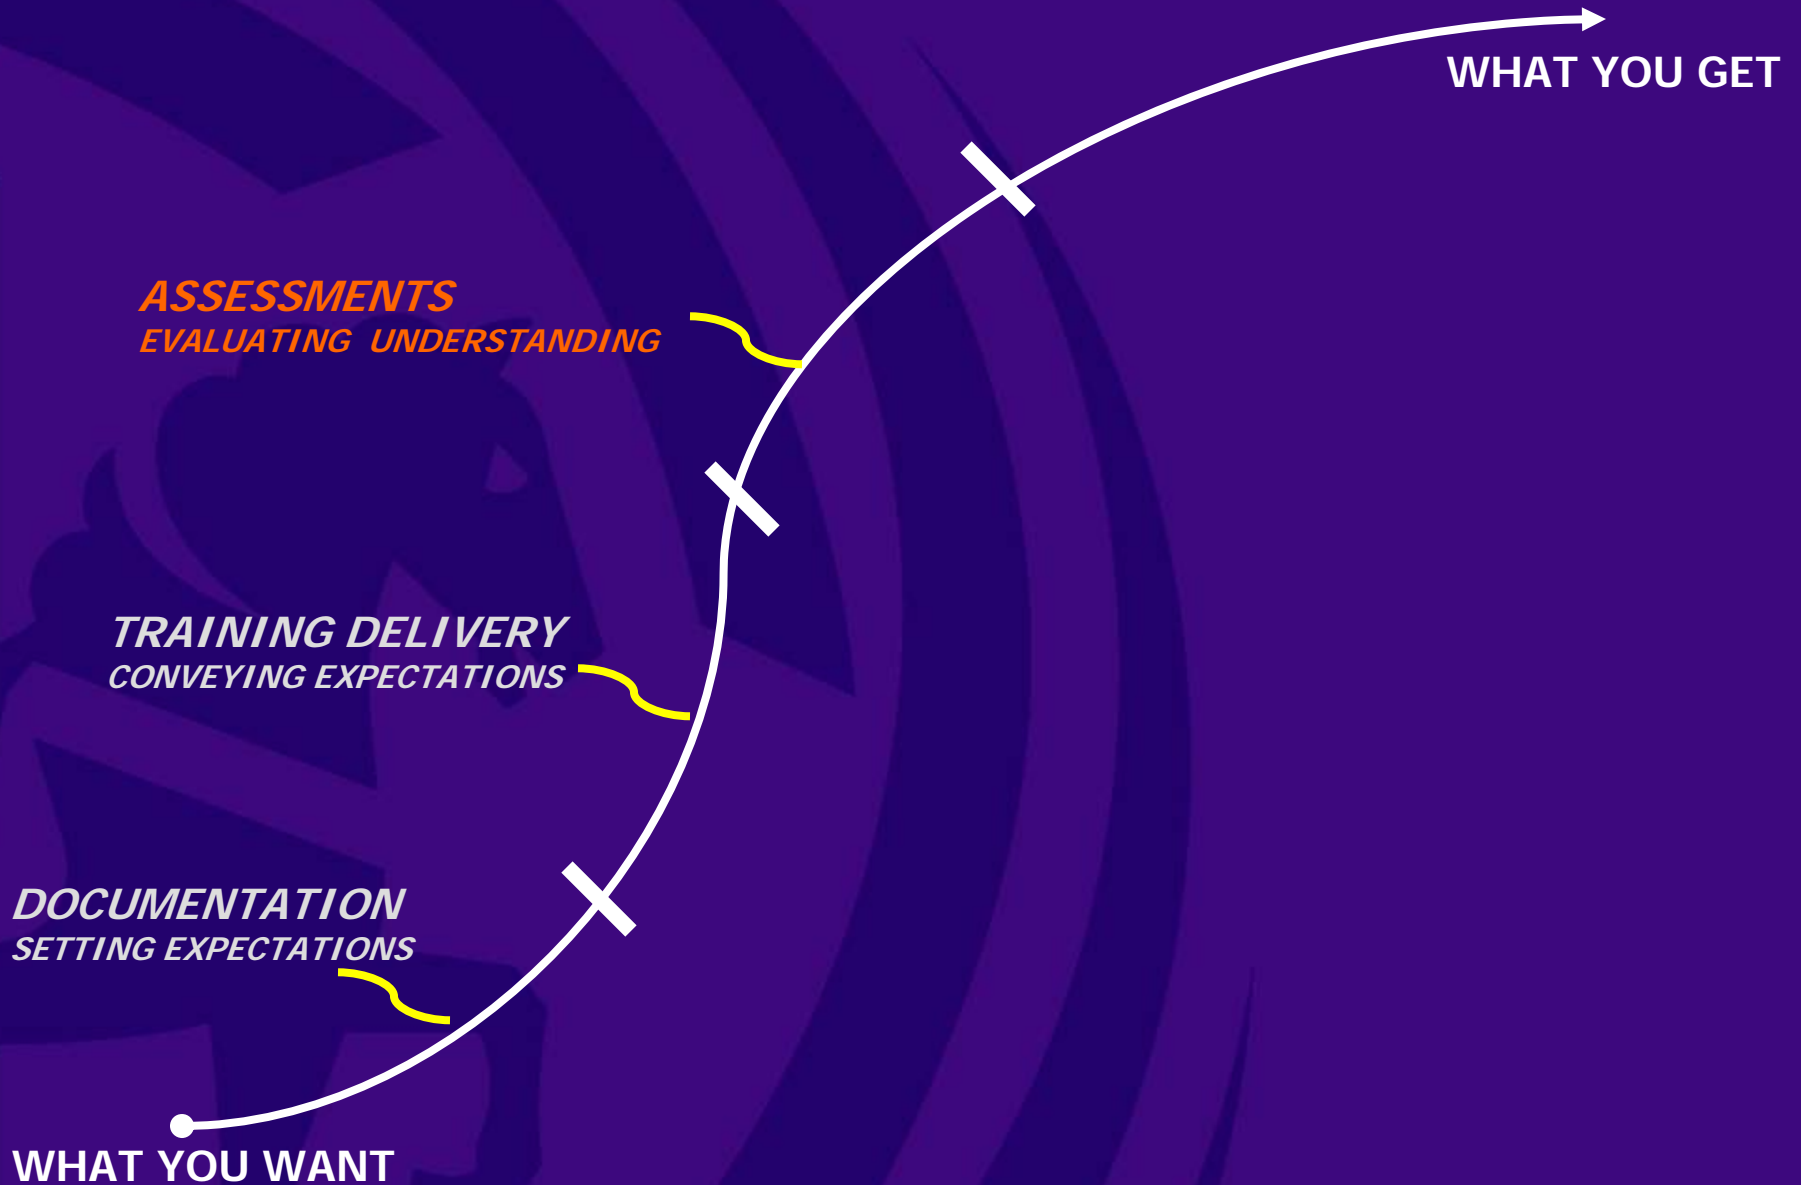 WHAT YOU GET
ASSESSMENTS
EVALUATING UNDERSTANDING
TRAINING DELIVERY
CONVEYING EXPECTATIONS
DOCUMENTATION
SETTING EXPECTATIONS
WHAT YOU WANT